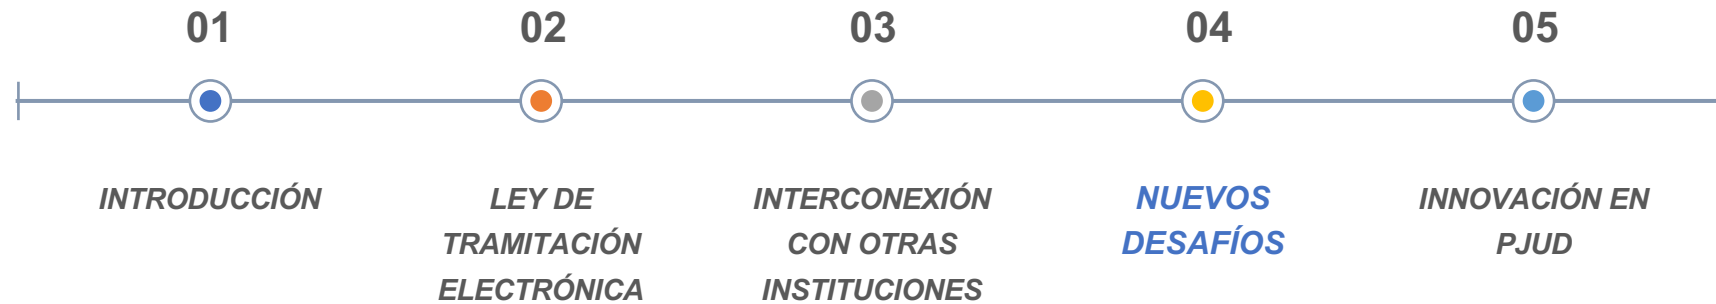 01
02
03
04
05
INTRODUCCIÓN
LEY DE
TRAMITACIÓN
ELECTRÓNICA
INTERCONEXIÓN
CON OTRAS
INSTITUCIONES
NUEVOS
DESAFÍOS
INNOVACIÓN EN
PJUD